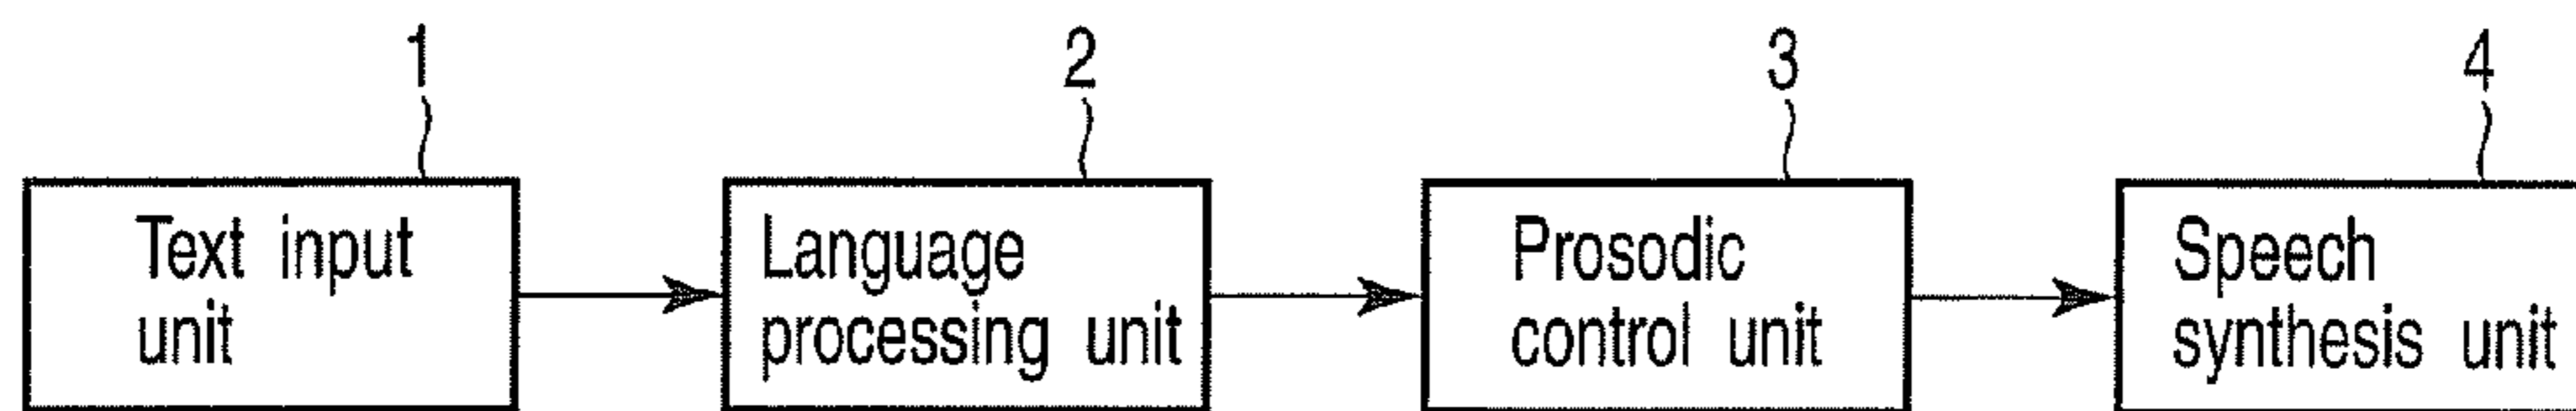 1
2
3
4
Text input
unit
Language
processing unit
Prosodic
control unit
Speech
synthesis unit